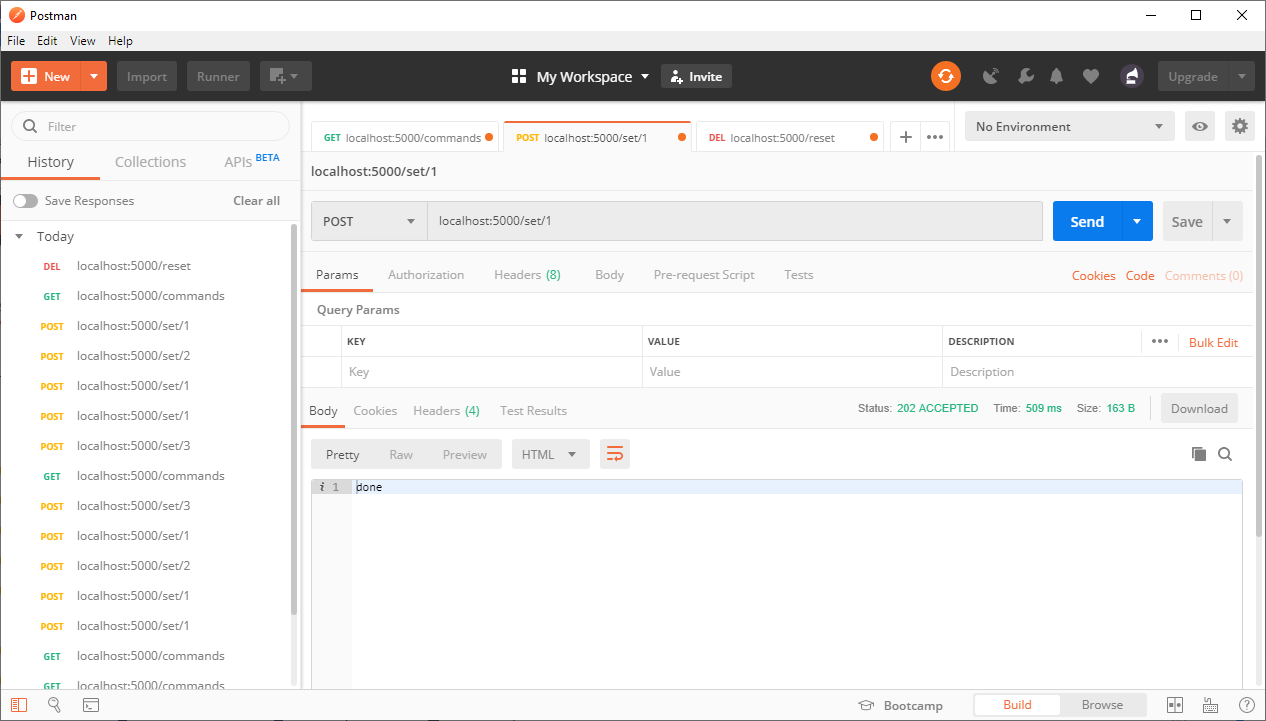 Postman
File Edit View Help
New Import Runner My Workspace Invite Upgrade
Filter
History Collections APIs BETA
Save Responses Clear all
Today
DEL localhost:5000/reset
GET localhost:5000/commands
POST localhost:5000/set/1
POST localhost:5000/set/2
POST localhost:5000/set/1
POST localhost:5000/set/1
POST localhost:5000/set/3
GET localhost:5000/commands
POST localhost:5000/set/3
POST localhost:5000/set/1
POST localhost:5000/set/2
POST localhost:5000/set/1
POST localhost:5000/set/1
GET localhost:5000/commands
GET localhost:5000/commands
GET localhost:5000/commands POST localhost:5000/set/1 DEL localhost:5000/reset No Environment
localhost:5000/set/1
POST localhost:5000/set/1 Send Save
Params Authorization Headers (8) Body Pre-request Script Tests Cookies Code Comments (0)
Query Params
KEY VALUE DESCRIPTION Bulk Edit
Key Value Description
Body Cookies Headers (4) Test Results Status: 202 ACCEPTED Time: 509 ms Size: 163 B Download
Pretty Raw Preview HTML
i 1 done
Bootcamp Build Browse